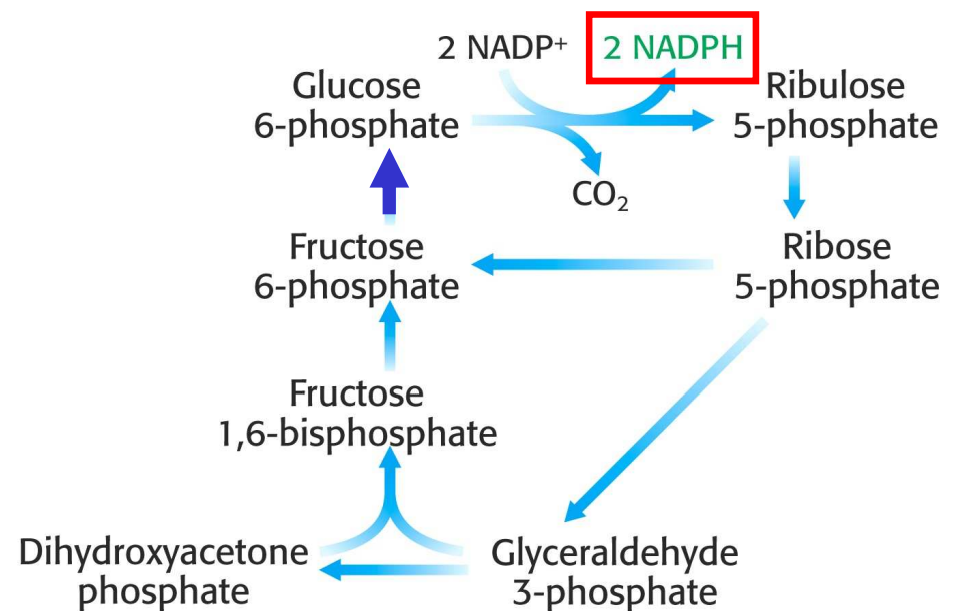 2 NADP⁺
2 NADPH
Glucose
6-phosphate
Ribulose
5-phosphate
CO₂
Fructose
6-phosphate
Ribose
5-phosphate
Fructose
1,6-bisphosphate
Dihydroxyacetone
phosphate
Glyceraldehyde
3-phosphate